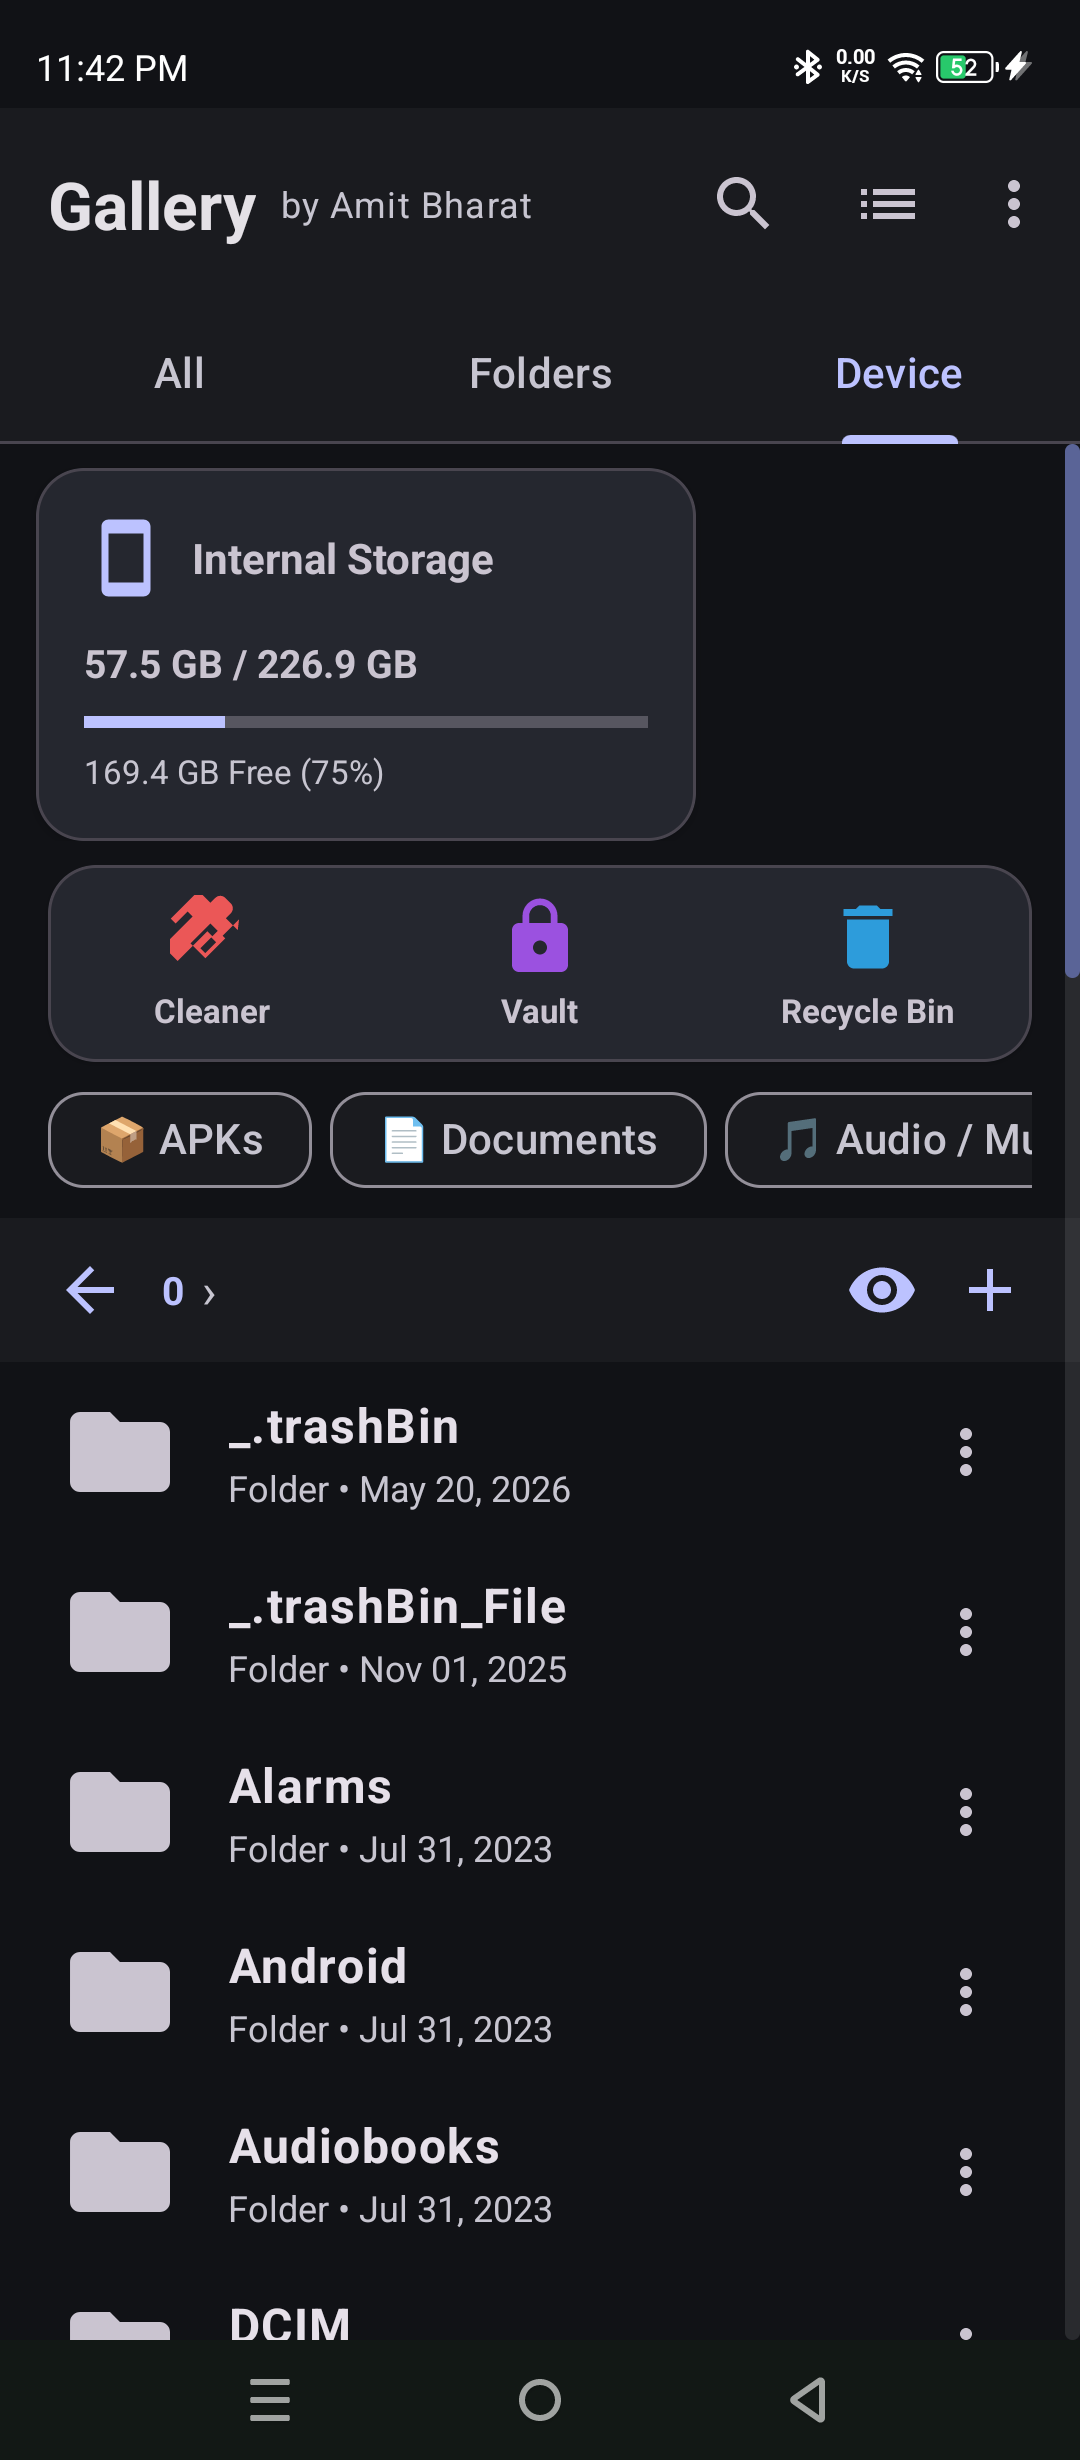 11:42 PM 0.00 K/S 52
Gallery by Amit Bharat
All Folders Device
Internal Storage
57.5 GB / 226.9 GB
169.4 GB Free (75%)
Cleaner Vault Recycle Bin
APKs Documents Audio / Mu
0 ›
_.trashBin
Folder • May 20, 2026
_.trashBin_File
Folder • Nov 01, 2025
Alarms
Folder • Jul 31, 2023
Android
Folder • Jul 31, 2023
Audiobooks
Folder • Jul 31, 2023
DCIM